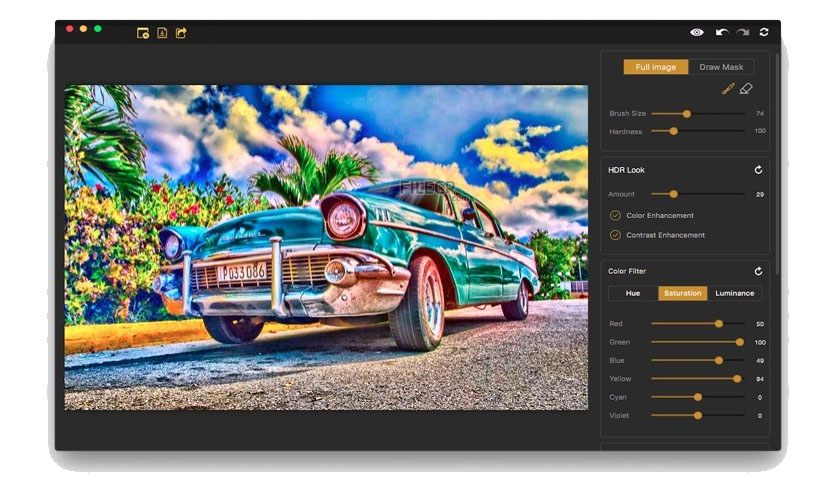 Full image Draw Mask
Brush Size 74
Hardness 100
HDR Look
Amount 29
Color Enhancement
Contrast Enhancement
Color Filter
Hue Saturation Luminance
Red 50
Green 100
Blue 49
Yellow 94
Cyan 0
Violet 0
P033086